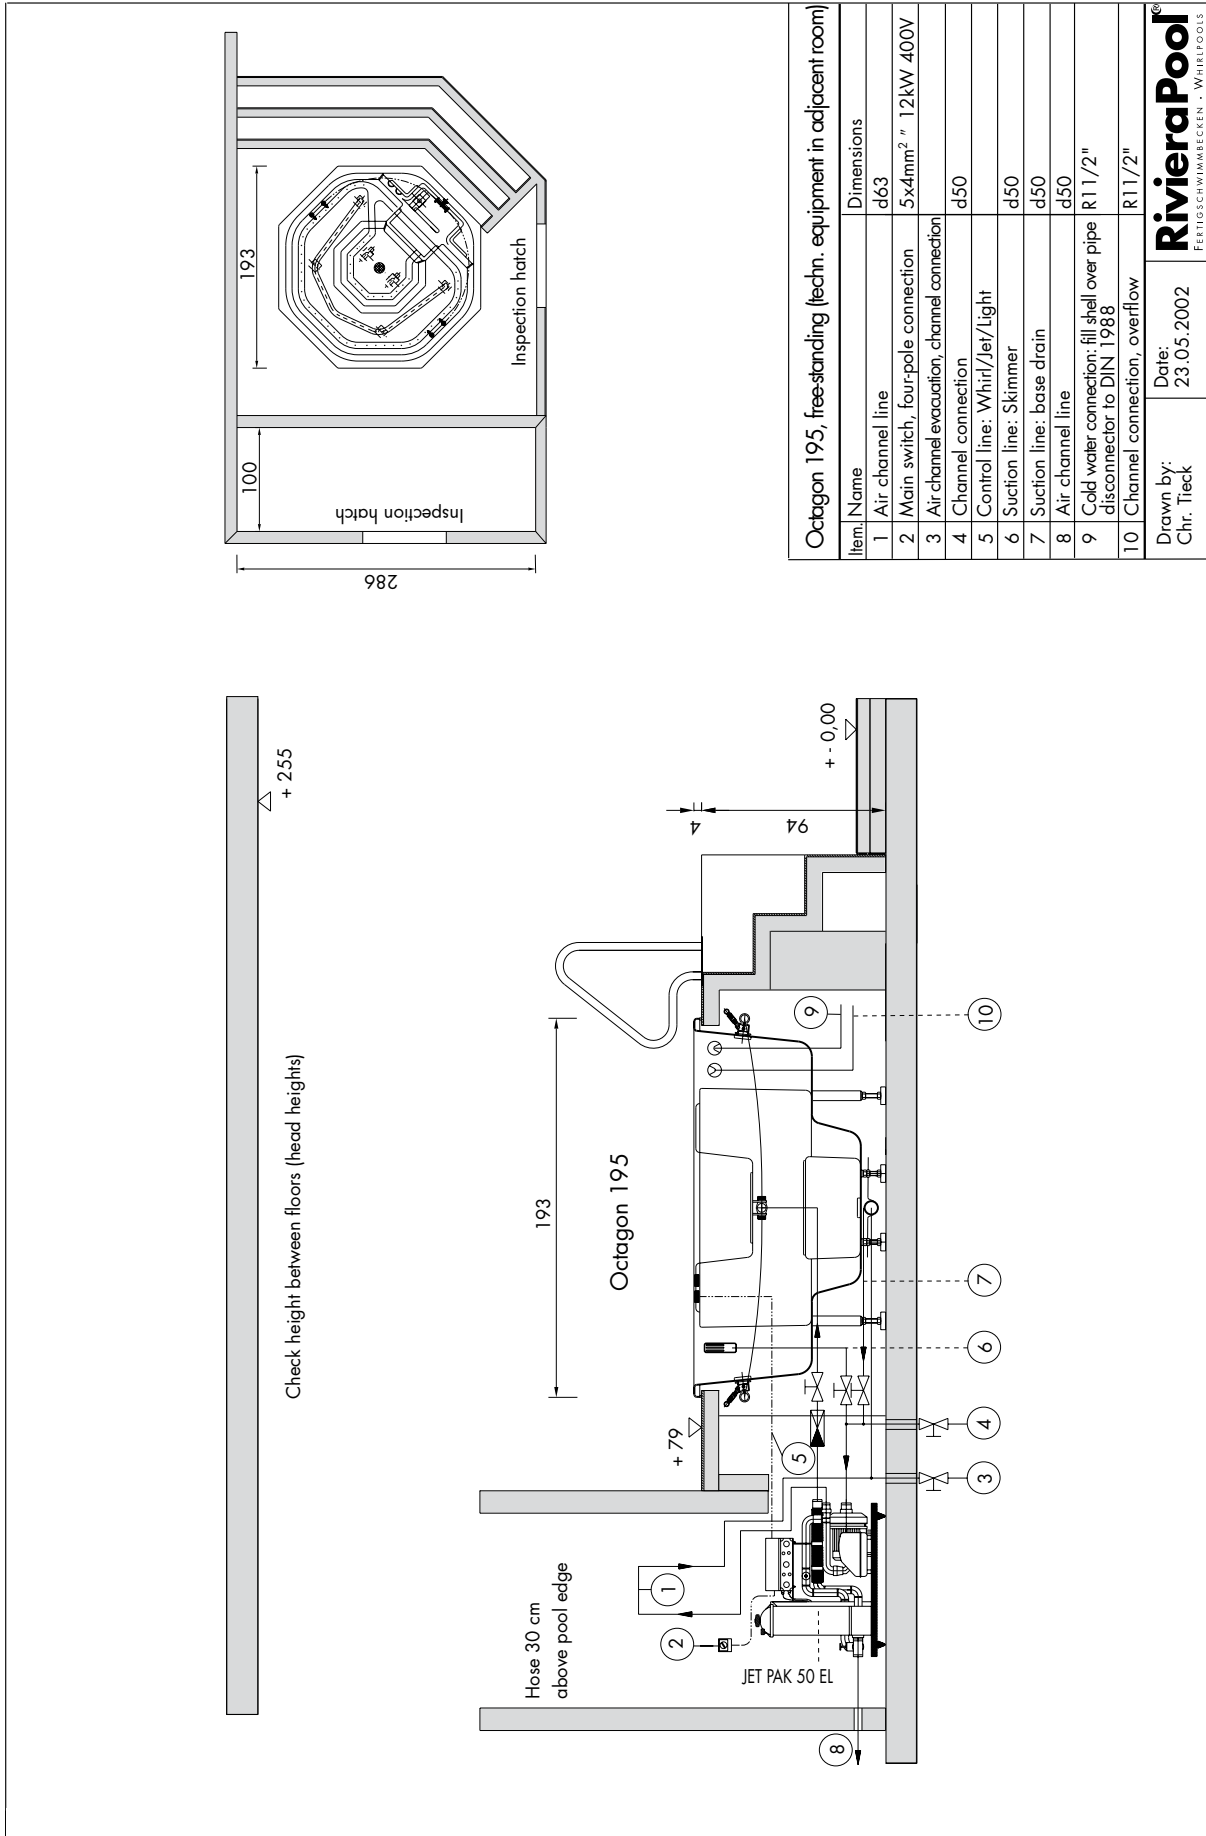 + 255
Check height between floors (head heights)
193
Octagon 195
Hose 30 cm
above pool edge
+ 79
4
94
+ - 0,00
1
2
JET PAK 50 EL
8
5
9
10
7
6
4
3
193
100
286
Inspection hatch
Inspection hatch
Octagon 195, free-standing (techn. equipment in adjacent room)
Item. Name Dimensions
1 Air channel line d63
2 Main switch, four-pole connection 5x4mm² " 12kW 400V
3 Air channel evacuation, channel connection
4 Channel connection d50
5 Control line: Whirl/Jet/Light
6 Suction line: Skimmer d50
7 Suction line: base drain d50
8 Air channel line d50
9 Cold water connection: fill shell over pipe R1 1/2"
disconnector to DIN 1988
10 Channel connection, overflow R1 1/2"
Drawn by:
Chr. Tieck
Date:
23.05.2002
RivieraPool®
FERTIGSCHWIMMBECKEN . WHIRLPOOLS